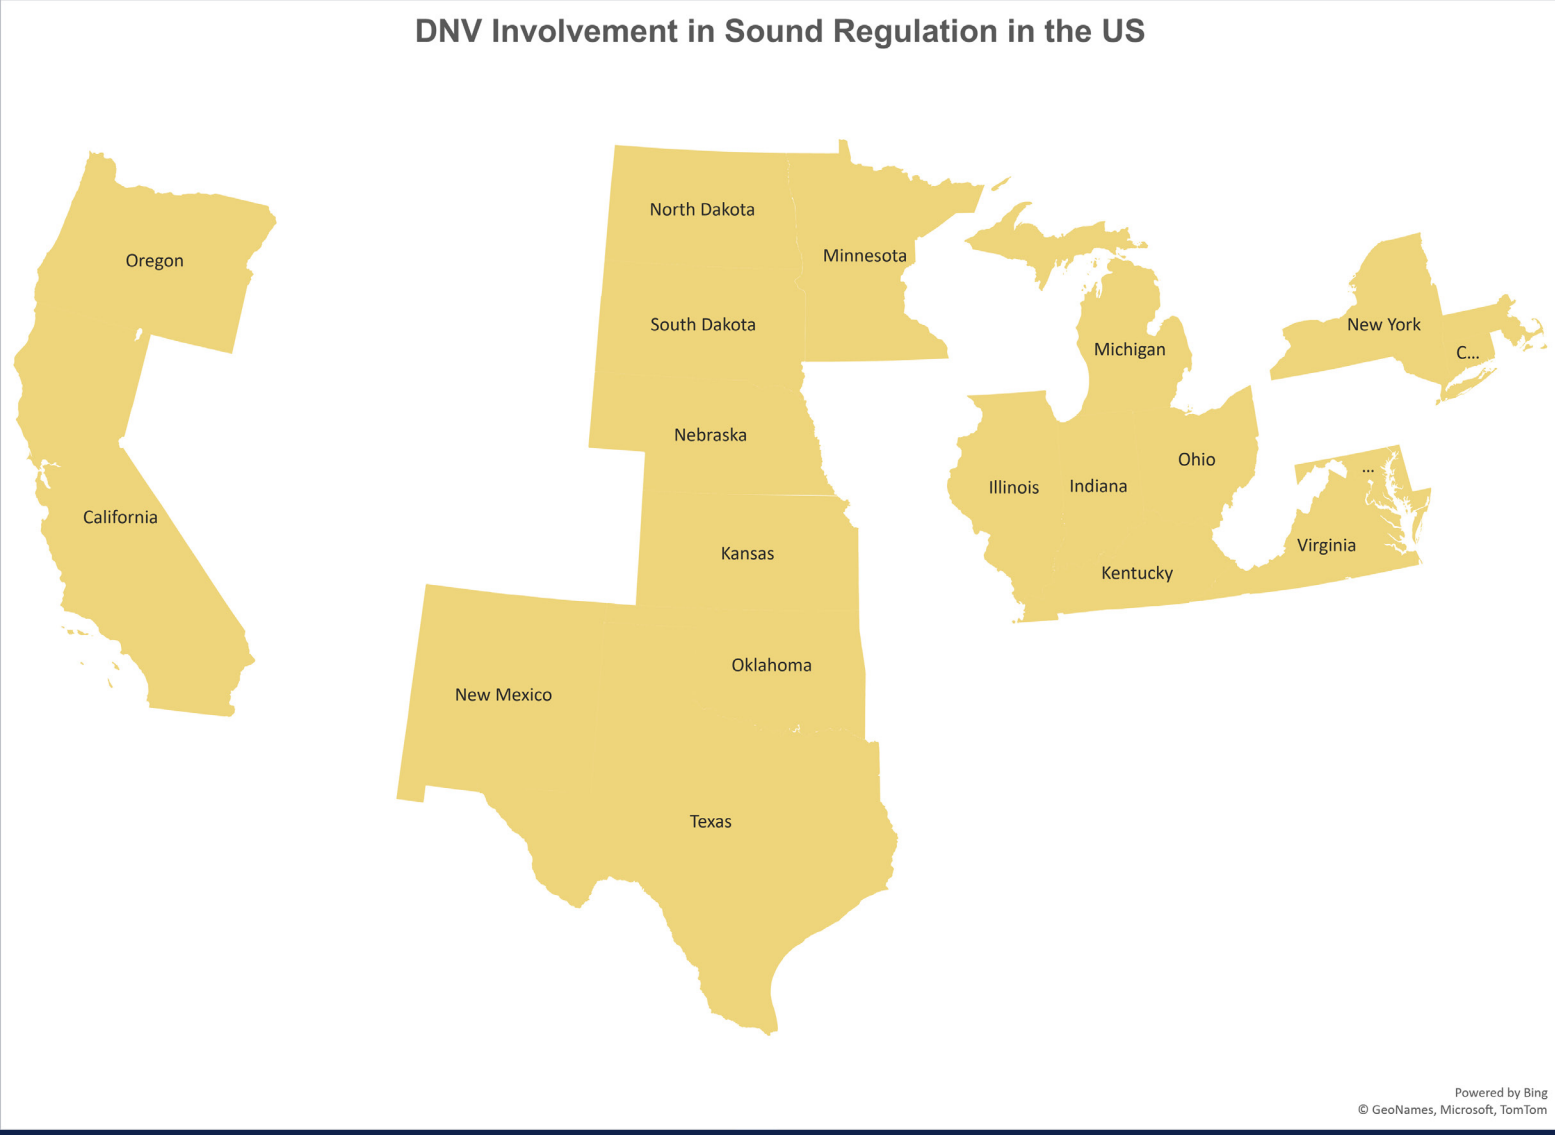 DNV Involvement in Sound Regulation in the US
North Dakota
Oregon
Minnesota
South Dakota
New York
Michigan
C...
Nebraska
Ohio
...
Illinois
Indiana
California
Virginia
Kansas
Kentucky
Oklahoma
New Mexico
Texas
Powered by Bing
© GeoNames, Microsoft, TomTom